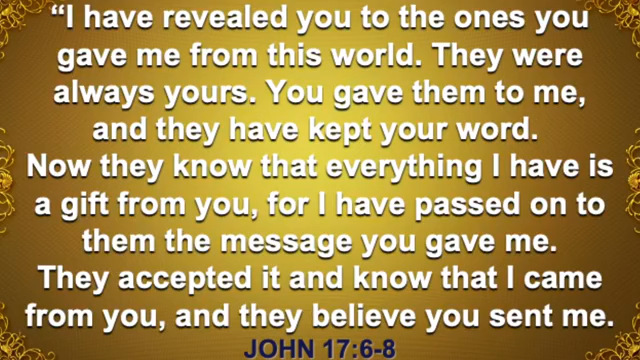 “I have revealed you to the ones you
gave me from this world. They were
always yours. You gave them to me,
and they have kept your word.
Now they know that everything I have is
a gift from you, for I have passed on to
them the message you gave me.
They accepted it and know that I came
from you, and they believe you sent me.
JOHN 17:6-8